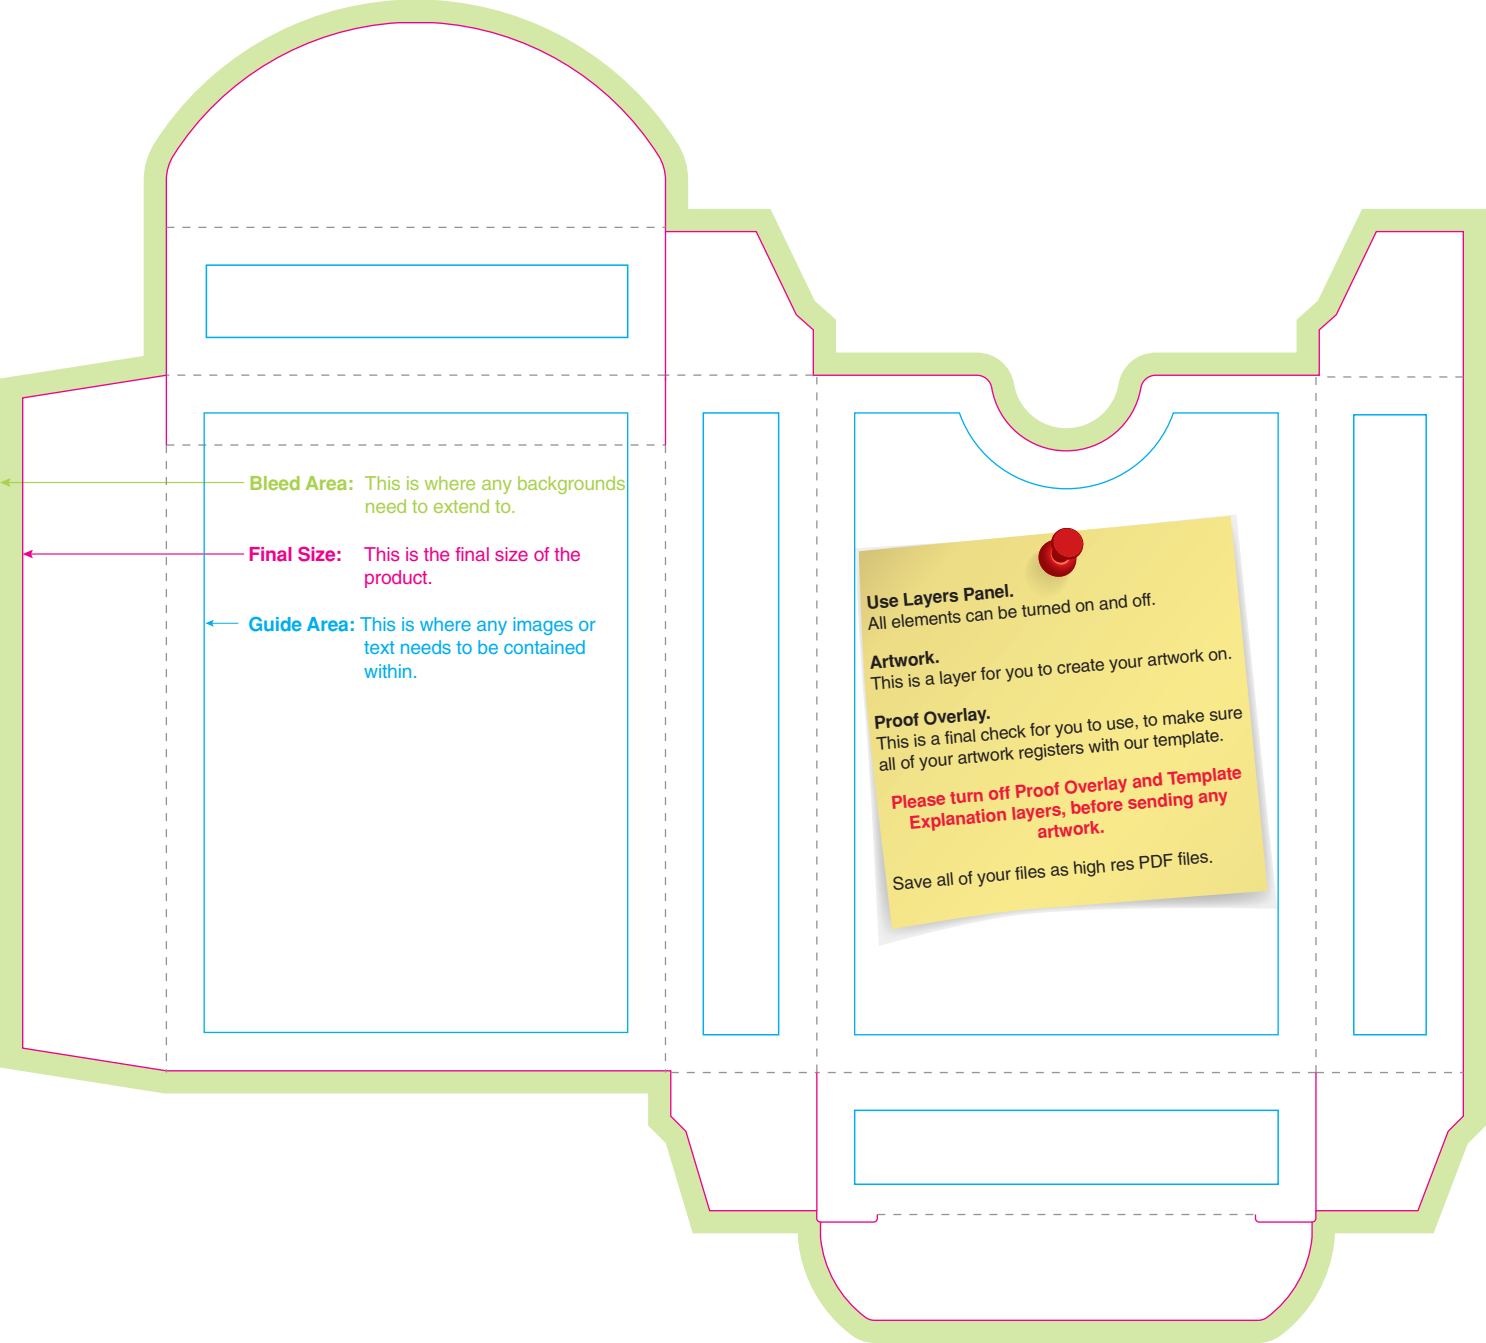 Bleed Area: This is where any backgrounds
need to extend to.
Final Size: This is the final size of the
product.
Guide Area: This is where any images or
text needs to be contained
within.
Use Layers Panel.
All elements can be turned on and off.
Artwork.
This is a layer for you to create your artwork on.
Proof Overlay.
This is a final check for you to use, to make sure
all of your artwork registers with our template.
Please turn off Proof Overlay and Template
Explanation layers, before sending any
artwork.
Save all of your files as high res PDF files.